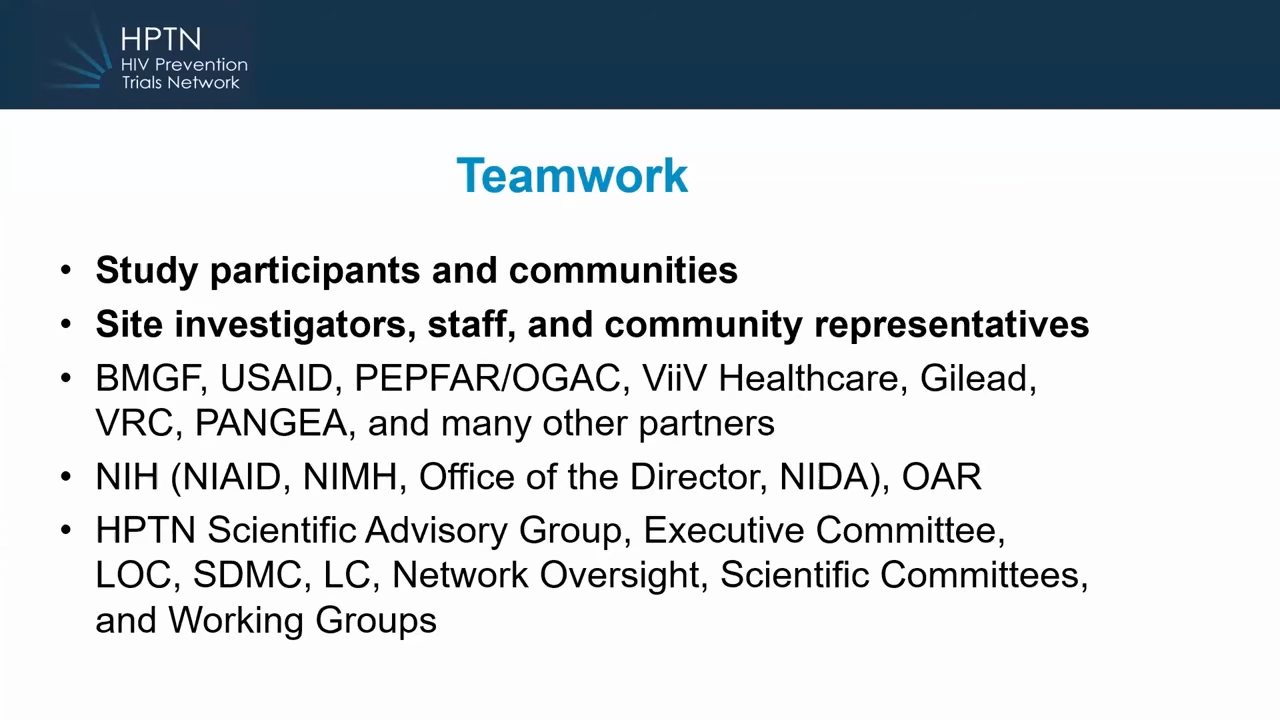 HPTN
HIV Prevention
Trials Network
Teamwork
• Study participants and communities
• Site investigators, staff, and community representatives
• BMGF, USAID, PEPFAR/OGAC, ViiV Healthcare, Gilead,
VRC, PANGEA, and many other partners
• NIH (NIAID, NIMH, Office of the Director, NIDA), OAR
• HPTN Scientific Advisory Group, Executive Committee,
LOC, SDMC, LC, Network Oversight, Scientific Committees,
and Working Groups